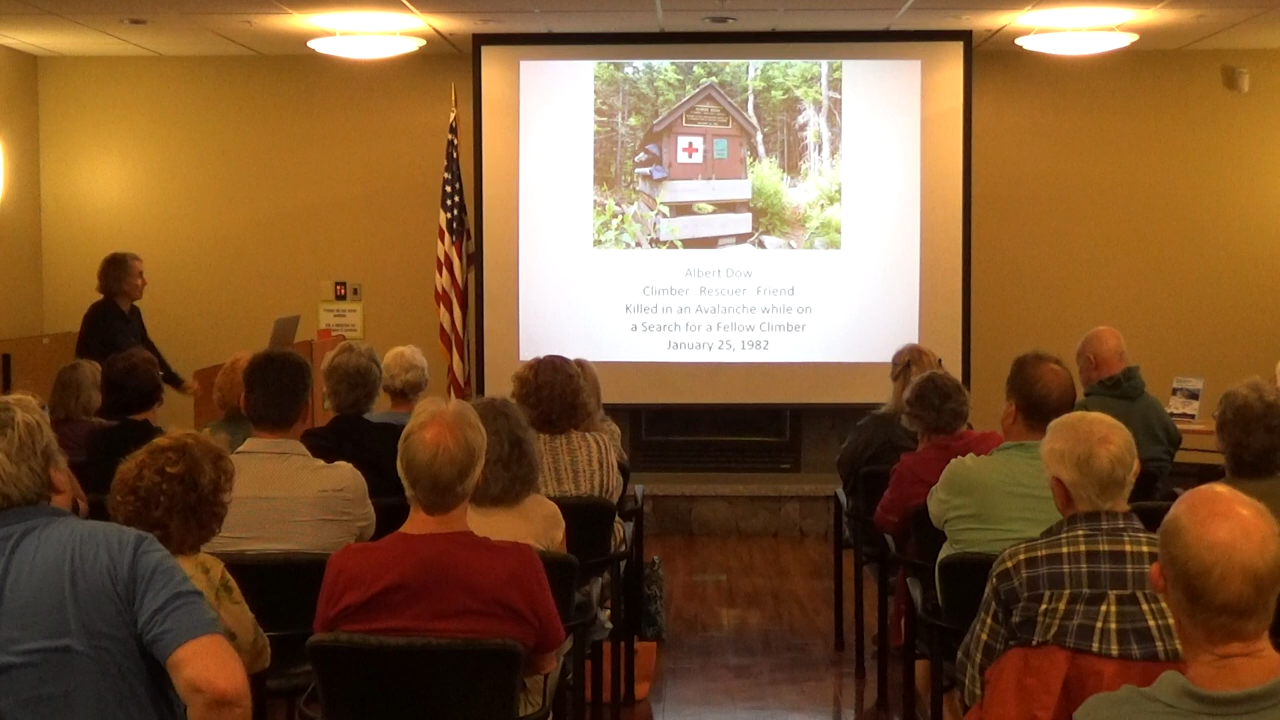 Albert Dow
Climber Rescuer Friend
Killed in an Avalanche while on
a Search for a Fellow Climber
January 25, 1982